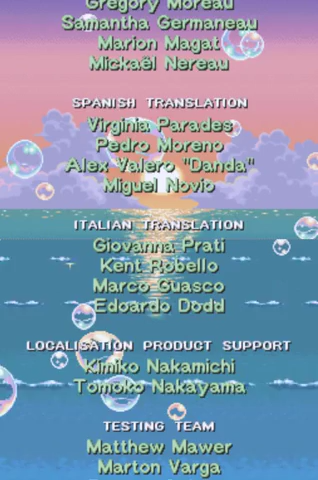 Gregory Moreau
Samantha Germaneau
Marion Magat
Mickaël Nereau
SPANISH TRANSLATION
Virginia Parades
Pedro Moreno
Alex Valero "Danda"
Miguel Novio
ITALIAN TRANSLATION
Giovanna Prati
Kent Robello
Marco Guasco
Edoardo Dodd
LOCALISATION PRODUCT SUPPORT
Kimiko Nakamichi
Tomoko Nakayama
TESTING TEAM
Matthew Mawer
Marton Varga